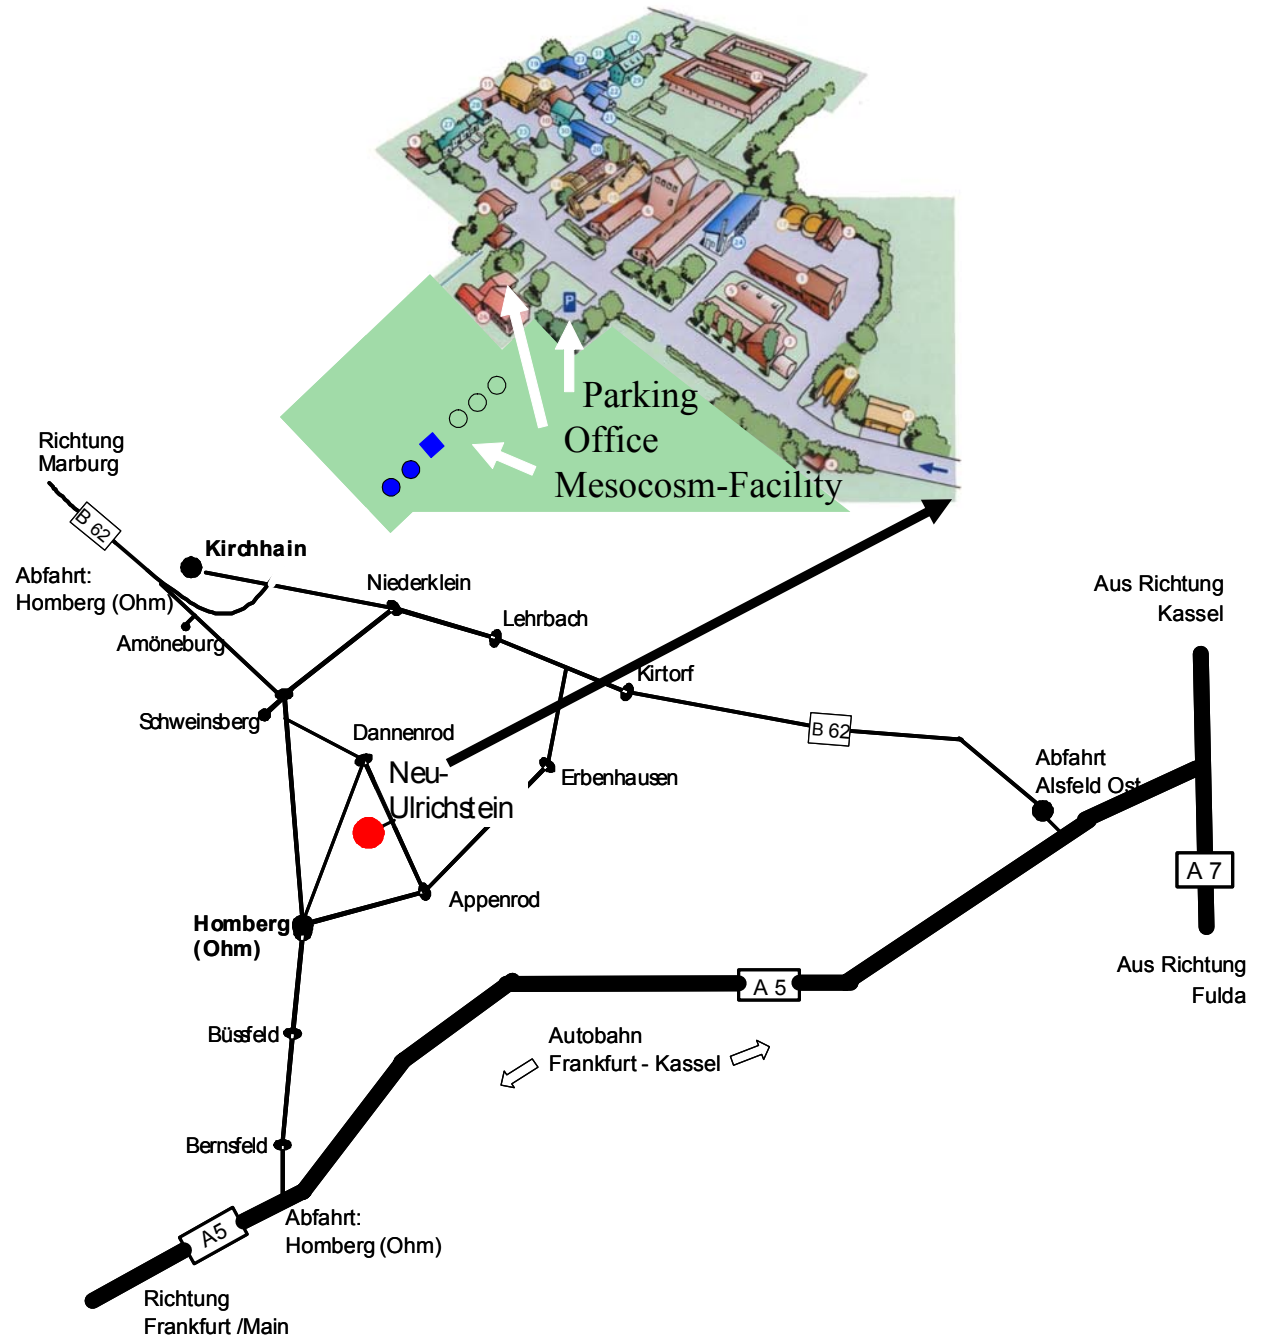 P
Parking
Office
Mesocosm-Facility
Richtung
Marburg
B 62
Kirchhain
Abfahrt:
Homberg (Ohm)
Amöneburg
Niederklein
Lehrbach
Kirtorf
Aus Richtung
Kassel
Schweinsberg
Dannenrod
Neu-
Ulrichstein
Erbenhausen
B 62
Abfahrt
Alsfeld Ost
A 7
Appenrod
Homberg
(Ohm)
Aus Richtung
Fulda
A 5
Büssfeld
Autobahn
Frankfurt - Kassel
Bernsfeld
A5
Abfahrt:
Homberg (Ohm)
Richtung
Frankfurt /Main